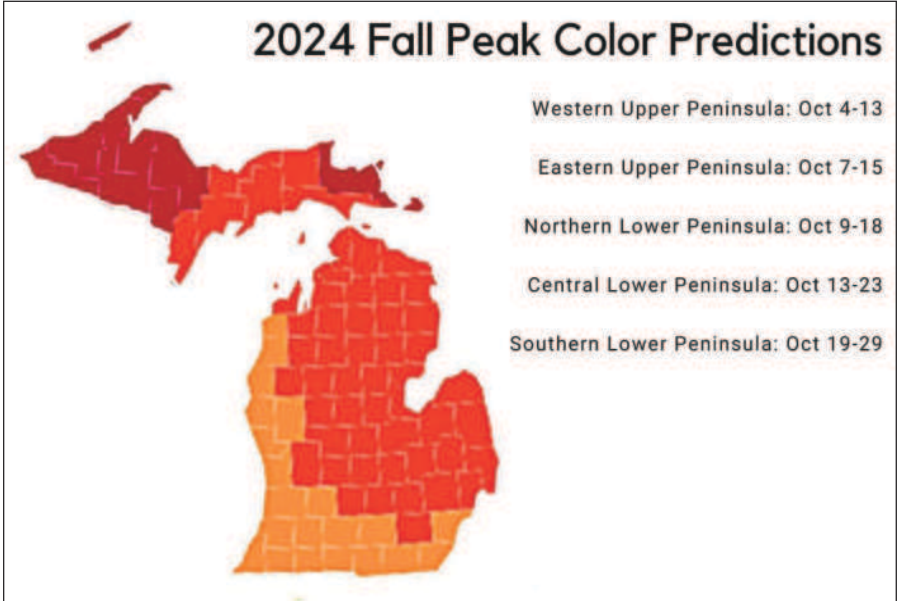 2024 Fall Peak Color Predictions
Western Upper Peninsula: Oct 4-13
Eastern Upper Peninsula: Oct 7-15
Northern Lower Peninsula: Oct 9-18
Central Lower Peninsula: Oct 13-23
Southern Lower Peninsula: Oct 19-29